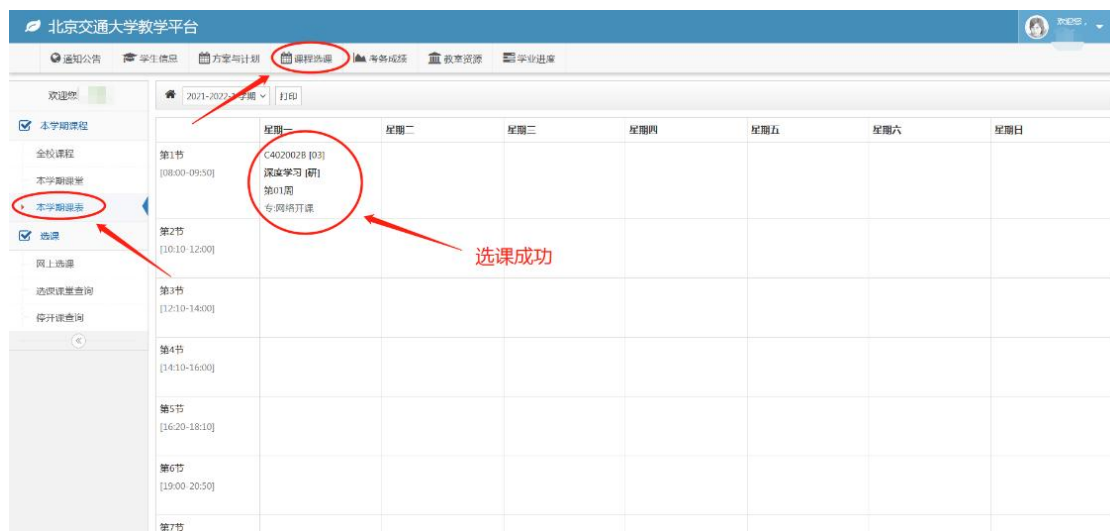 北京交通大学教学平台
欢迎您，
通知公告 学生信息 方案与计划 课程选课 考务成绩 教室资源 学业进度
欢迎您
2021-2022- 学期 打印
本学期课程
全校课程
本学期课堂
本学期课表
选课
网上选课
选课课堂查询
停开课查询
星期一 星期二 星期三 星期四 星期五 星期六 星期日
第1节
[08:00-09:50]
C402002B [03]
深度学习 [研]
第01周
专:网络开课
第2节
[10:10-12:00]
选课成功
第3节
[12:10-14:00]
第4节
[14:10-16:00]
第5节
[16:20-18:10]
第6节
[19:00-20:50]
第7节